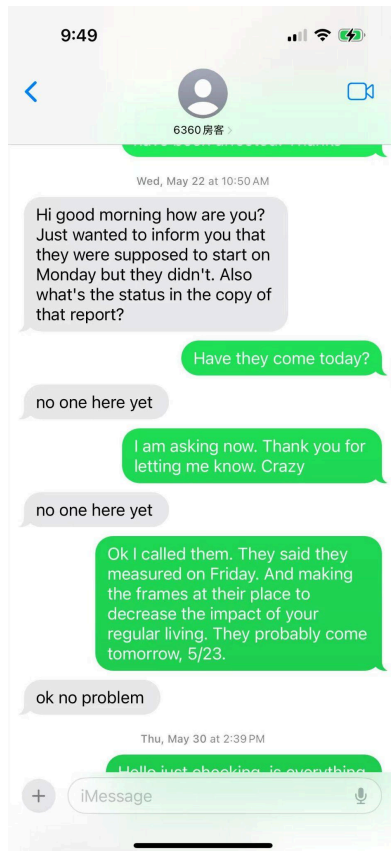 9:49
6360房客
Wed, May 22 at 10:50 AM
Hi good morning how are you?
Just wanted to inform you that
they were supposed to start on
Monday but they didn't. Also
what's the status in the copy of
that report?
Have they come today?
no one here yet
I am asking now. Thank you for
letting me know. Crazy
no one here yet
Ok I called them. They said they
measured on Friday. And making
the frames at their place to
decrease the impact of your
regular living. They probably come
tomorrow, 5/23.
ok no problem
Thu, May 30 at 2:39 PM
Hello just checking, is everything
iMessage